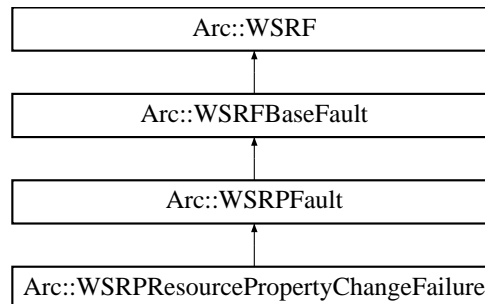 Arc::WSRF
Arc::WSRFBaseFault
Arc::WSRPFault
Arc::WSRPResourcePropertyChangeFailure